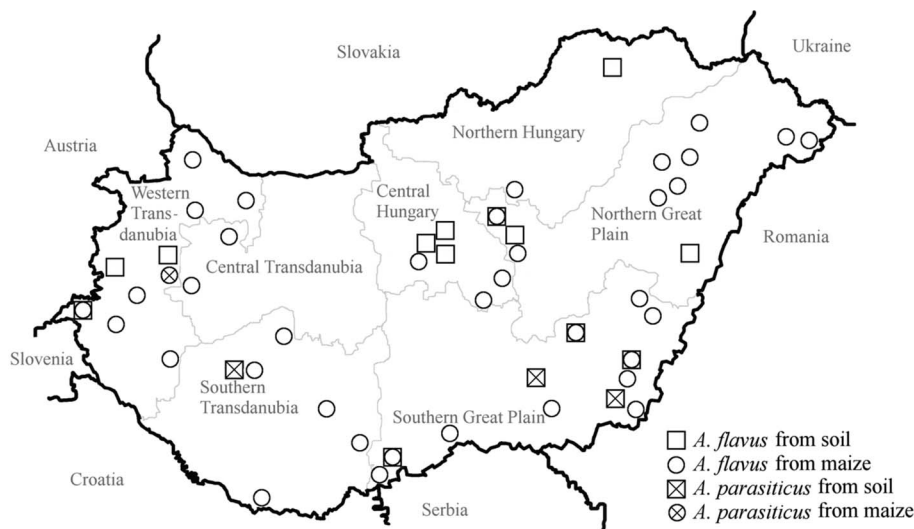 Slovakia
Ukraine
Austria
Northern Hungary
Western
Trans-
danubia
Central
Hungary
Northern Great
Plain
Romania
Central Transdanubia
Slovenia
Southern
Transdanubia
Southern Great Plain
Croatia
Serbia
A. flavus from soil
A. flavus from maize
A. parasiticus from soil
A. parasiticus from maize